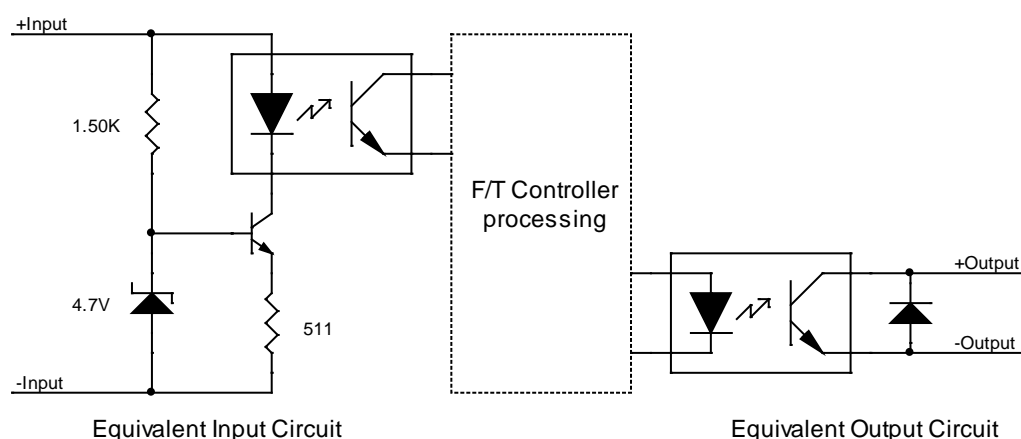 +Input
1.50K
4.7V
511
-Input
Equivalent Input Circuit
F/T Controller
processing
+Output
-Output
Equivalent Output Circuit